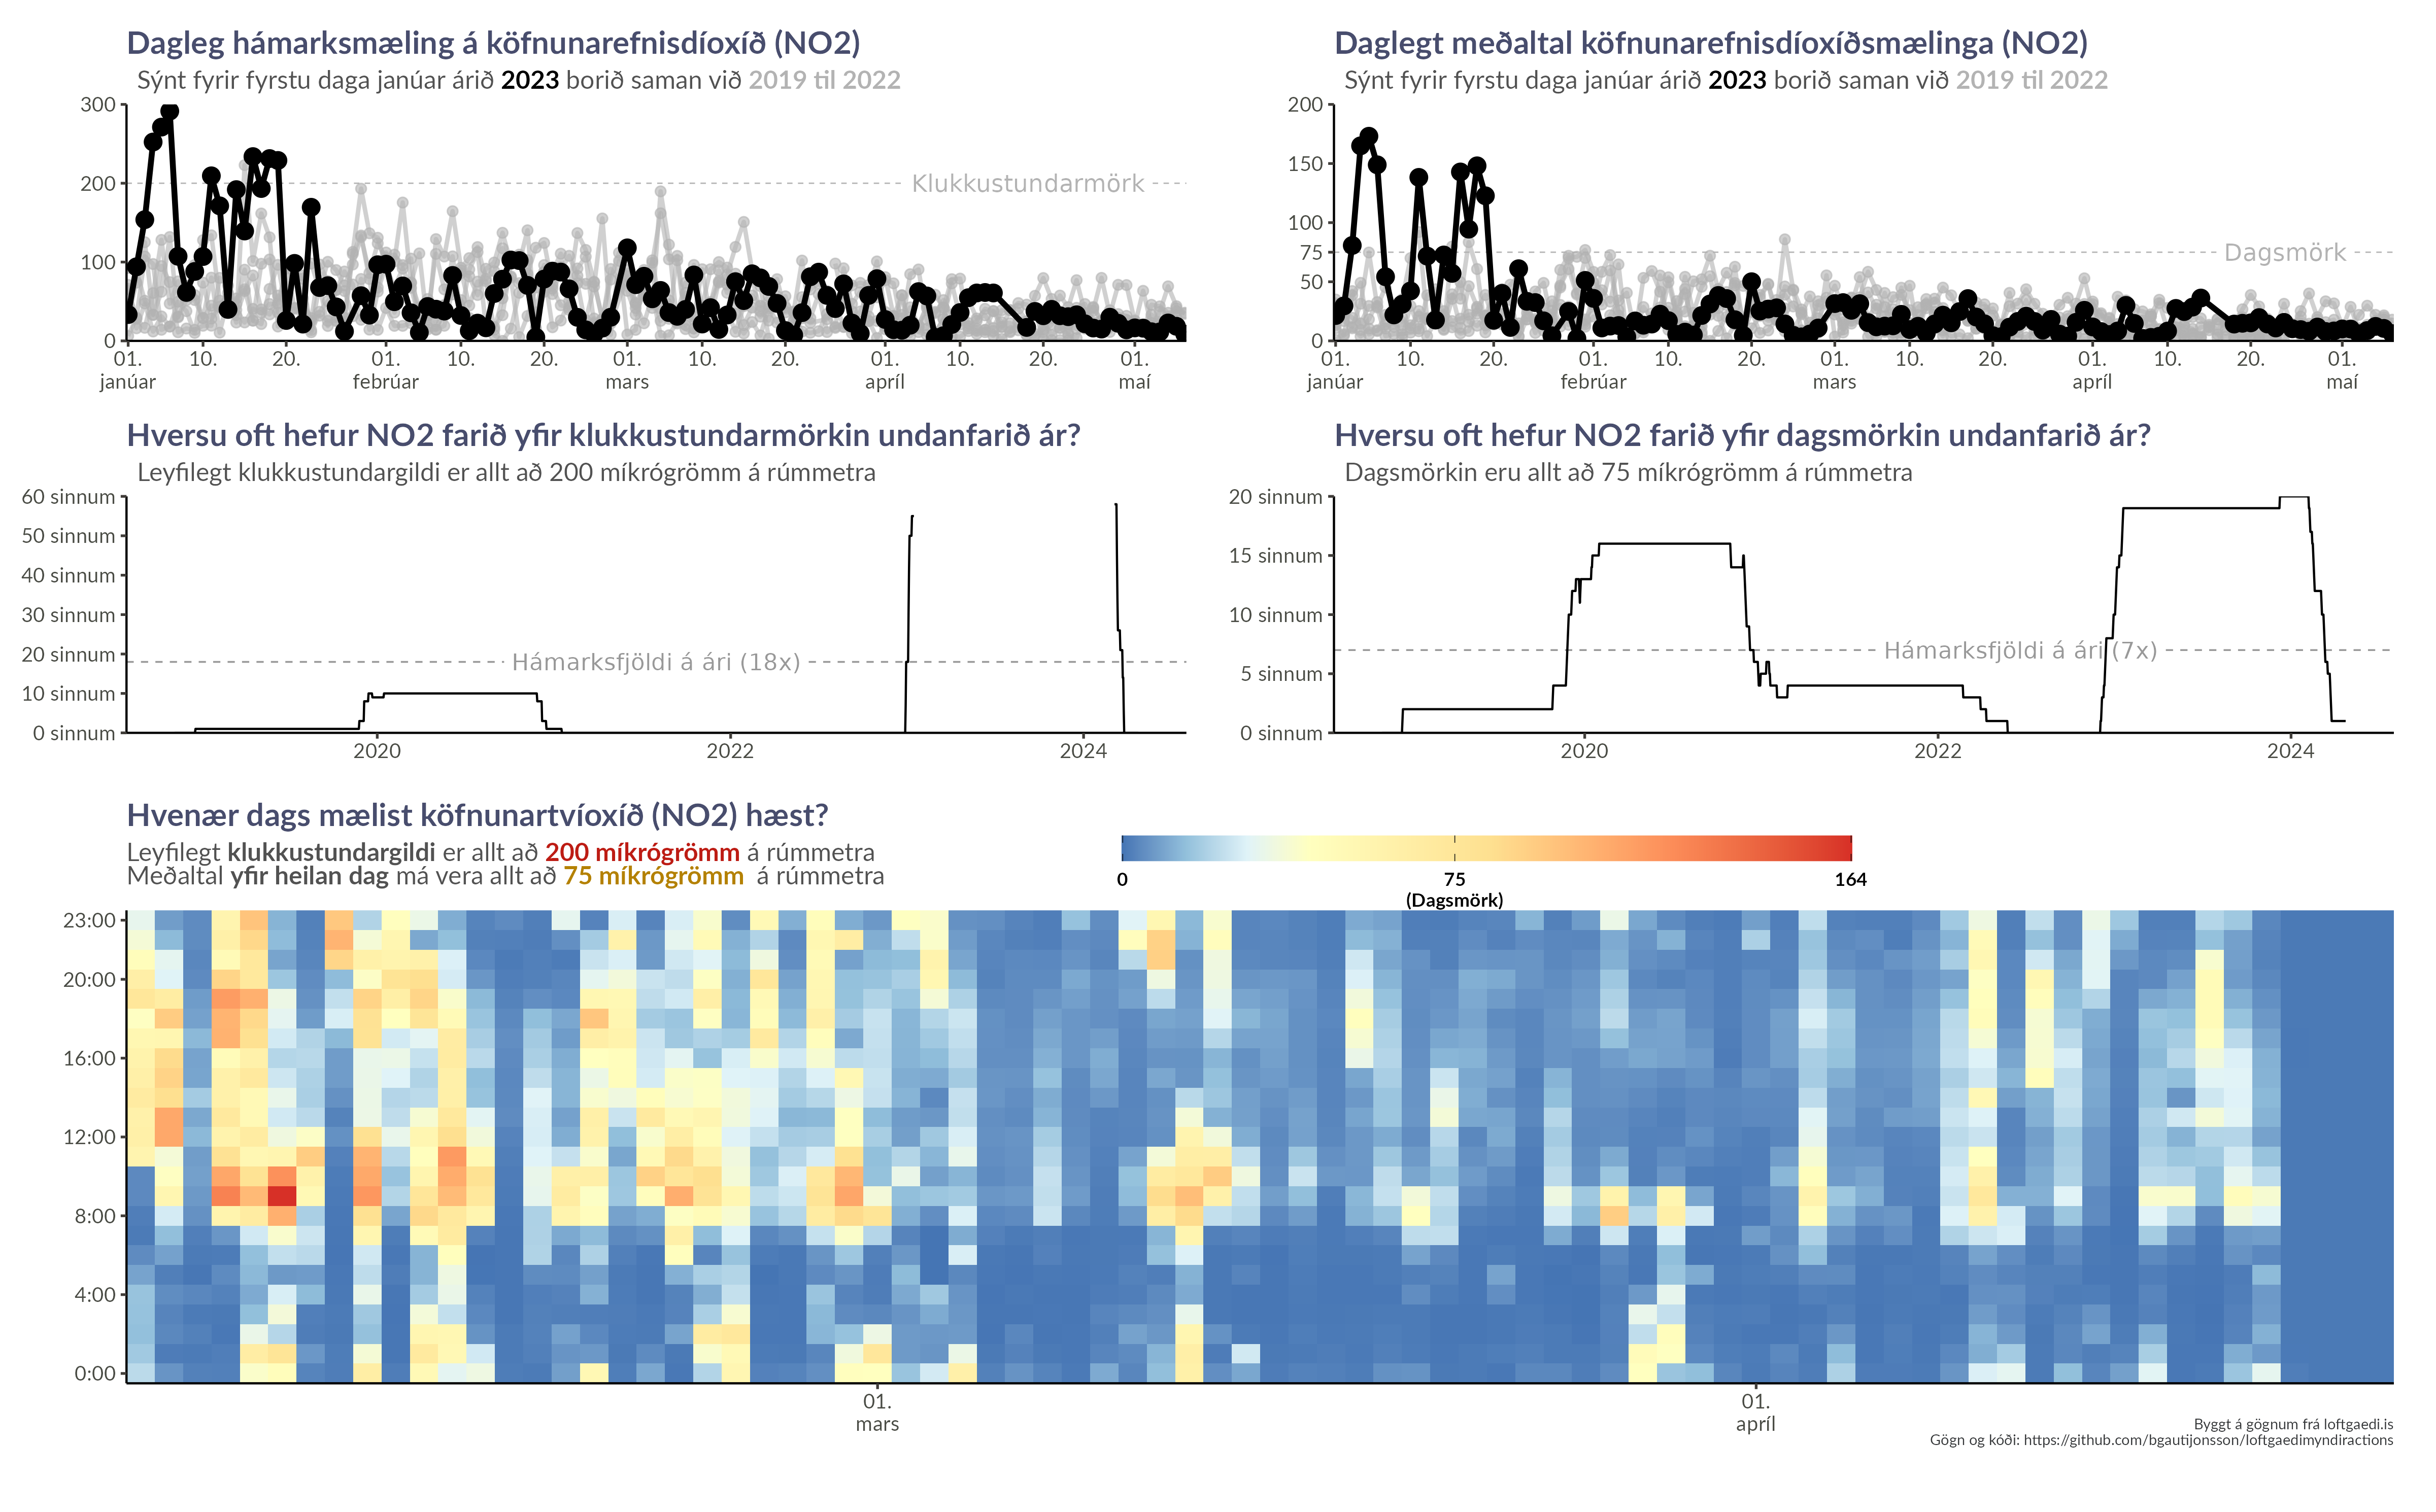 Dagleg hámarksmæling á köfnunarefnisdíoxíð (NO2)
Sýnt fyrir fyrstu daga janúar árið 2023 borið saman við 2019 til 2022
300
200
100
0
Klukkustundarmörk
01. 10. 20. 01. 10. 20. 01. 10. 20. 01. 10. 20. 01.
janúar febrúar mars apríl maí
Daglegt meðaltal köfnunarefnisdíoxíðsmælinga (NO2)
Sýnt fyrir fyrstu daga janúar árið 2023 borið saman við 2019 til 2022
200
150
100
75
50
0
Dagsmörk
01. 10. 20. 01. 10. 20. 01. 10. 20. 01. 10. 20. 01.
janúar febrúar mars apríl maí
Hversu oft hefur NO2 farið yfir klukkustundarmörkin undanfarið ár?
Leyfilegt klukkustundargildi er allt að 200 míkrógrömm á rúmmetra
60 sinnum
50 sinnum
40 sinnum
30 sinnum
20 sinnum
10 sinnum
0 sinnum
Hámarksfjöldi á ári (18x)
2020 2022 2024
Hversu oft hefur NO2 farið yfir dagsmörkin undanfarið ár?
Dagsmörkin eru allt að 75 míkrógrömm á rúmmetra
20 sinnum
15 sinnum
10 sinnum
5 sinnum
0 sinnum
Hámarksfjöldi á ári (7x)
2020 2022 2024
Hvenær dags mælist köfnunartvíoxíð (NO2) hæst?
Leyfilegt klukkustundargildi er allt að 200 míkrógrömm á rúmmetra
Meðaltal yfir heilan dag má vera allt að 75 míkrógrömm á rúmmetra
0 75 164
(Dagsmörk)
23:00
20:00
16:00
12:00
8:00
4:00
0:00
01. 01.
mars apríl
Byggt á gögnum frá loftgaedi.is
Gögn og kóði: https://github.com/bgautijonsson/loftgaedimyndiractions